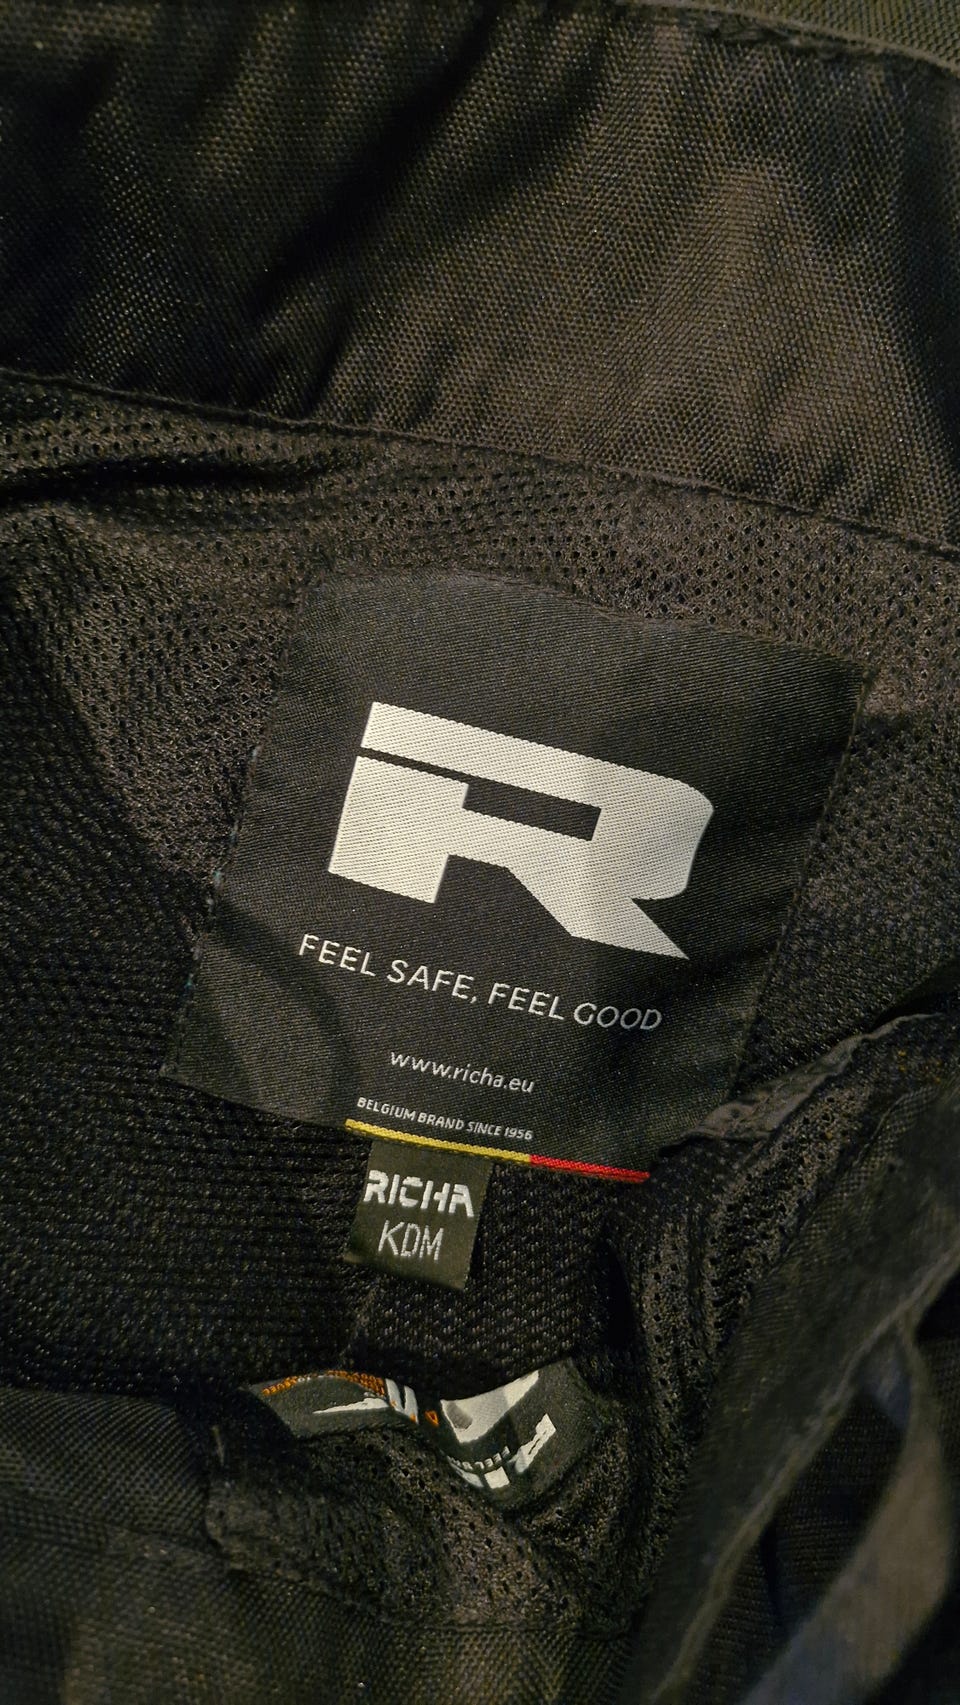 R
FEEL SAFE, FEEL GOOD
www.richa.eu
BELGIUM BRAND SINCE 1956
RICHA
KDM